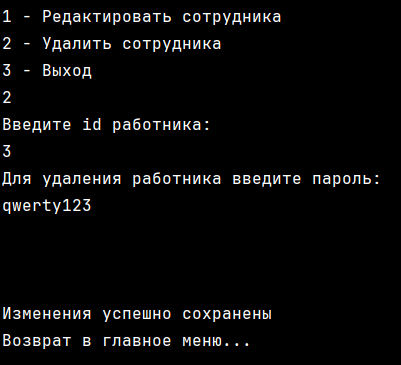 1 - Редактировать сотрудника
2 - Удалить сотрудника
3 - Выход
2
Введите id работника:
3
Для удаления работника введите пароль:
qwerty123
Изменения успешно сохранены
Возврат в главное меню...